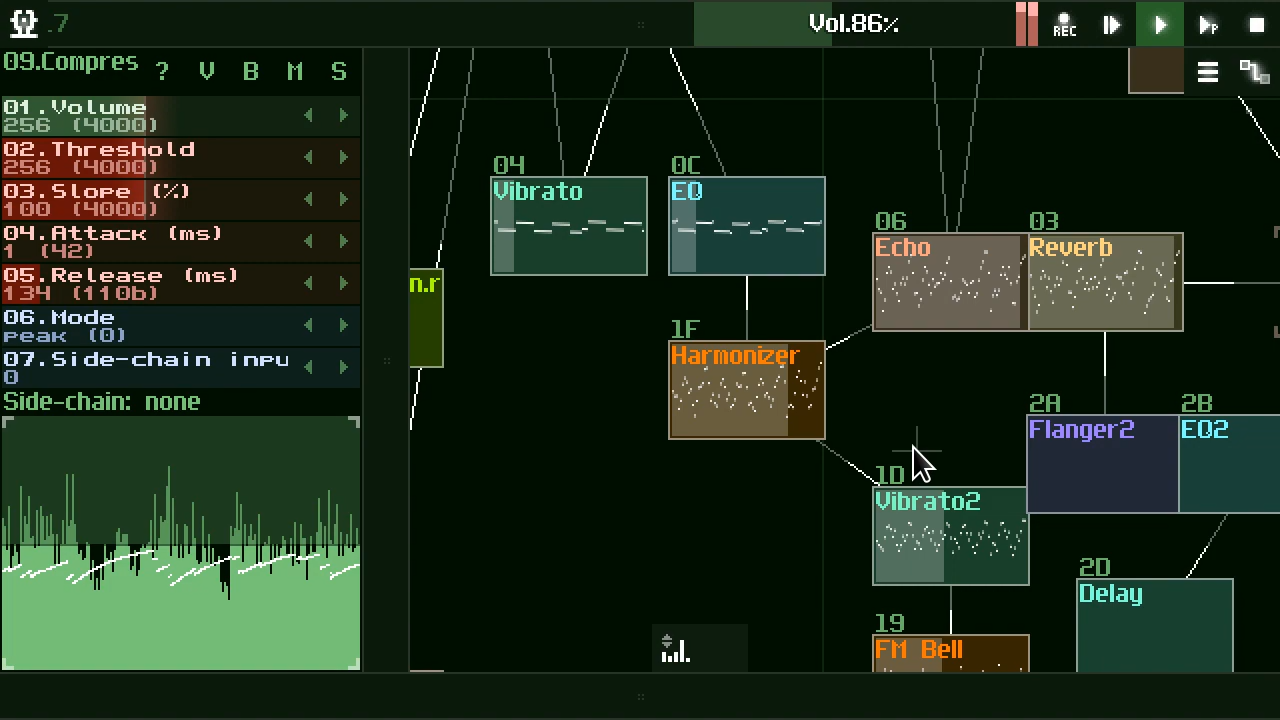 .7
Vol.86%
REC
P
09.Compres ? V B M S
01.Volume
256 (4000)
02.Threshold
256 (4000)
03.Slope (%)
100 (4000)
04.Attack (ms)
1 (42)
05.Release (ms)
134 (110b)
06.Mode
peak (0)
07.Side-chain inpu
0
Side-chain: none
04
Vibrato
0C
EQ
06
Echo
03
Reverb
n.r
1F
Harmonizer
2A
Flanger2
2B
EQ2
1D
Vibrato2
2D
Delay
19
FM Bell